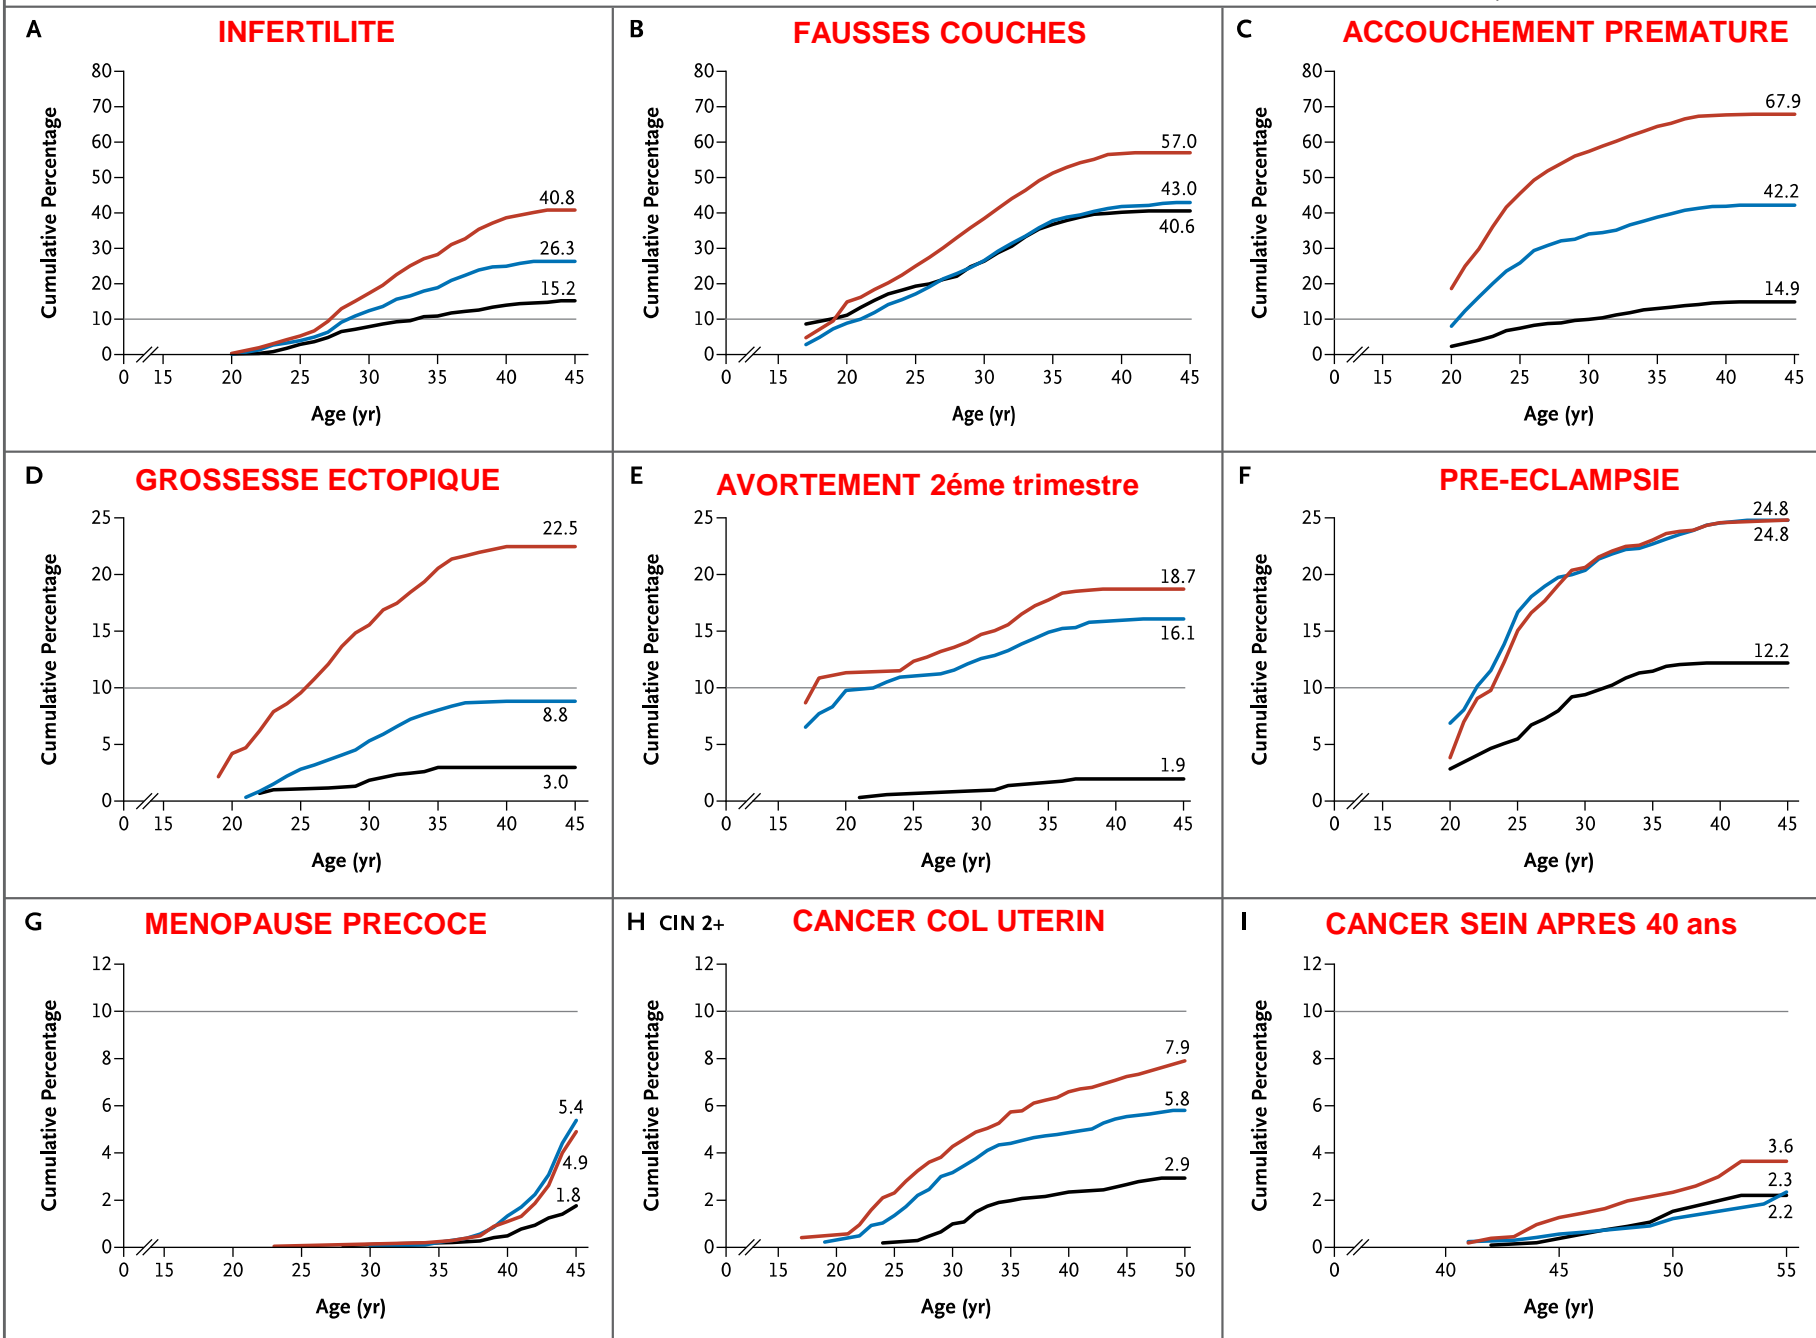 A INFERTILITE
80
70
60
50
40
30
20
10
0
Cumulative Percentage
40.8
26.3
15.2
0 15 20 25 30 35 40 45
Age (yr)
B FAUSSES COUCHES
80
70
60
50
40
30
20
10
0
Cumulative Percentage
57.0
43.0
40.6
0 15 20 25 30 35 40 45
Age (yr)
C ACCOUCHEMENT PREMATURE
80
70
60
50
40
30
20
10
0
Cumulative Percentage
67.9
42.2
14.9
0 15 20 25 30 35 40 45
Age (yr)
D GROSSESSE ECTOPIQUE
25
20
15
10
5
0
Cumulative Percentage
22.5
8.8
3.0
0 15 20 25 30 35 40 45
Age (yr)
E AVORTEMENT 2éme trimestre
25
20
15
10
5
0
Cumulative Percentage
18.7
16.1
1.9
0 15 20 25 30 35 40 45
Age (yr)
F PRE-ECLAMPSIE
25
20
15
10
5
0
Cumulative Percentage
24.8
24.8
12.2
0 15 20 25 30 35 40 45
Age (yr)
G MENOPAUSE PRECOCE
12
10
8
6
4
2
0
Cumulative Percentage
5.4
4.9
1.8
0 15 20 25 30 35 40 45
Age (yr)
H CIN 2+ CANCER COL UTERIN
12
10
8
6
4
2
0
Cumulative Percentage
7.9
5.8
2.9
0 15 20 25 30 35 40 45 50
Age (yr)
I CANCER SEIN APRES 40 ans
12
10
8
6
4
2
0
Cumulative Percentage
3.6
2.3
2.2
0 40 45 50 55
Age (yr)